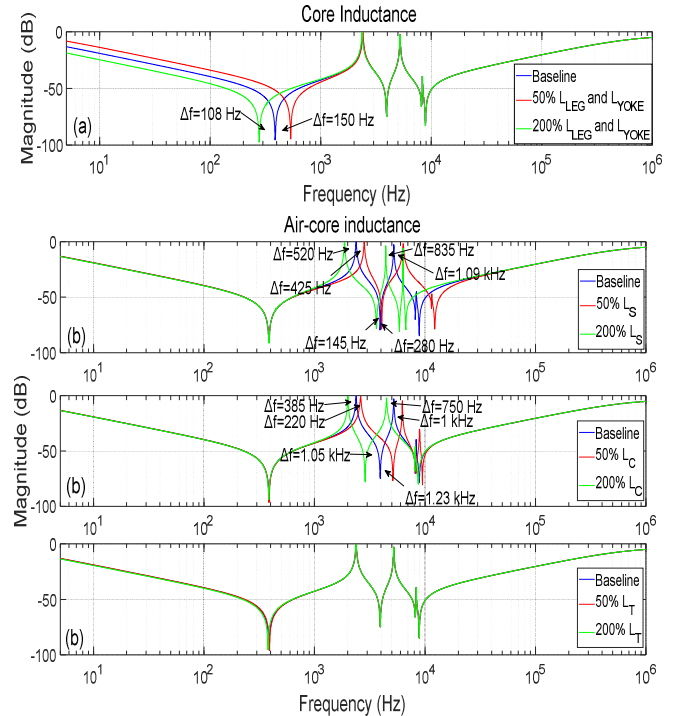 Core Inductance
Magnitude (dB)
0
-50
-100
(a)
Δf=108 Hz
Δf=150 Hz
Baseline
50% L_LEG and L_YOKE
200% L_LEG and L_YOKE
10^1 10^2 10^3 10^4 10^5 10^6
Frequency (Hz)
Air-core inductance
Magnitude (dB)
0
-50
-100
(b)
Δf=520 Hz
Δf=425 Hz
Δf=835 Hz
Δf=1.09 kHz
Δf=145 Hz
Δf=280 Hz
Baseline
50% L_S
200% L_S
10^1 10^2 10^3 10^4 10^5 10^6
Magnitude (dB)
0
-50
-100
(b)
Δf=385 Hz
Δf=220 Hz
Δf=750 Hz
Δf=1 kHz
Δf=1.05 kHz
Δf=1.23 kHz
Baseline
50% L_C
200% L_C
10^1 10^2 10^3 10^4 10^5 10^6
0
-50
-100
(b)
Baseline
50% L_T
200% L_T
10^1 10^2 10^3 10^4 10^5 10^6
Frequency (Hz)